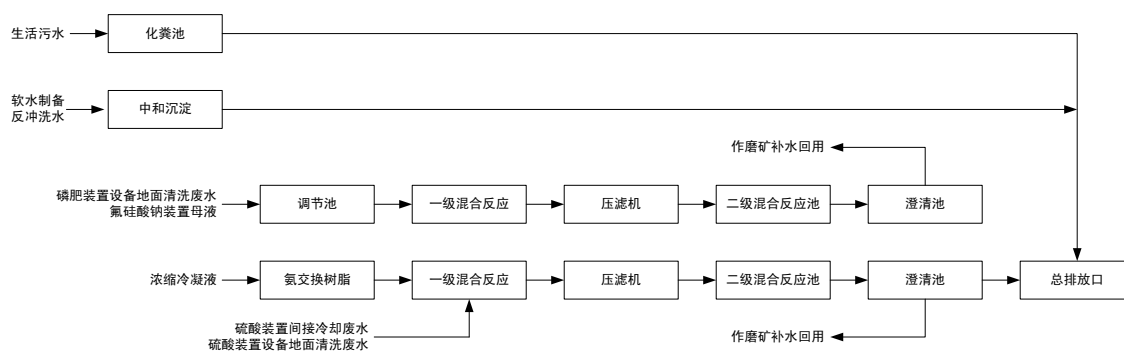 生活污水
化粪池
软水制备
反冲洗水
中和沉淀
作磨矿补水回用
磷肥装置设备地面清洗废水
氟硅酸钠装置母液
调节池
一级混合反应
压滤机
二级混合反应池
澄清池
浓缩冷凝液
氨交换树脂
一级混合反应
压滤机
二级混合反应池
澄清池
总排放口
硫酸装置间接冷却废水
硫酸装置设备地面清洗废水
作磨矿补水回用